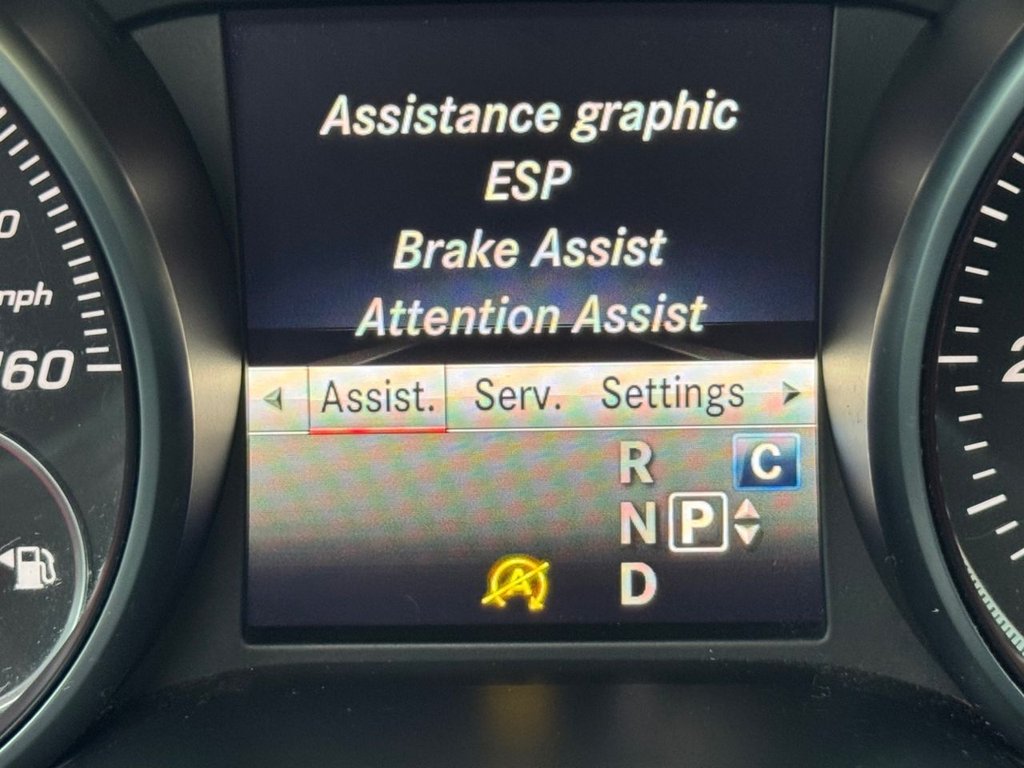 Assistance graphic
ESP
Brake Assist
Attention Assist
Assist. Serv. Settings
R C
N P
D
A
mph
160